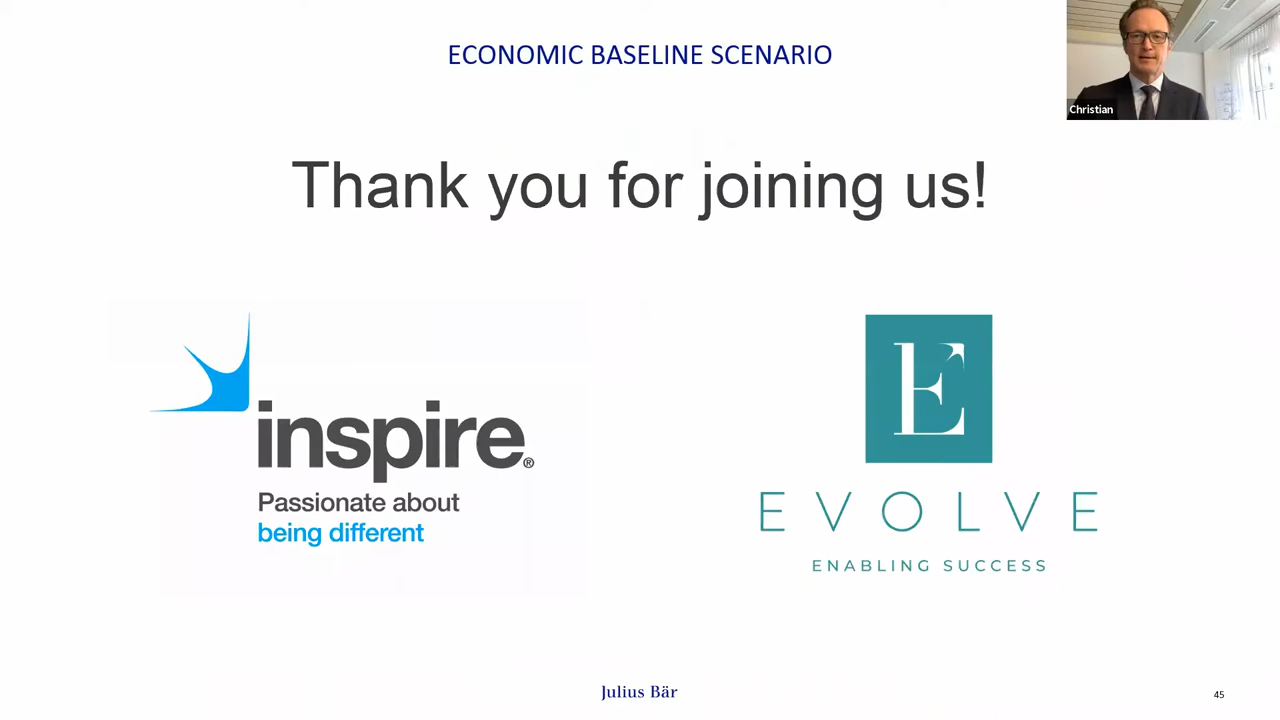 ECONOMIC BASELINE SCENARIO
Christian
Thank you for joining us!
inspire®
Passionate about
being different
E
EVOLVE
ENABLING SUCCESS
Julius Bär
45